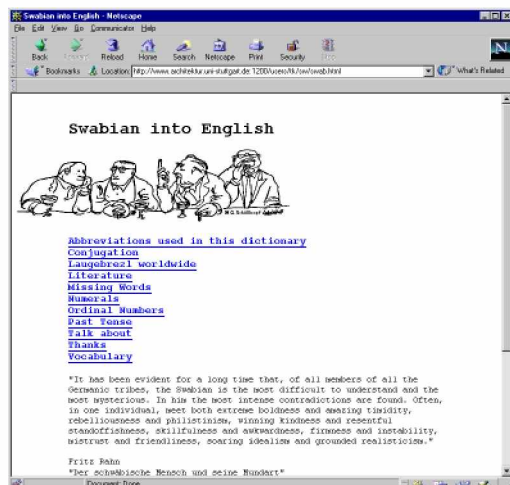 Swabian into English - Netscape
File Edit View Go Communicator Help
Back Reload Home Search Netscape Print Security
Bookmarks Location: http://www.architektur.uni-stuttgart.de:1200/users/tk/sw/swab.html What's Related
Swabian into English
Abbreviations used in this dictionary
Conjugation
Laugebrezl worldwide
Literature
Missing Words
Numerals
Ordinal Numbers
Past Tense
Talk about
Thanks
Vocabulary
"It has been evident for a long time that, of all members of all the
Germanic tribes, the Swabian is the most difficult to understand and the
most mysterious. In him the most intense contradictions are found. Often,
in one individual, meet both extreme boldness and amazing timidity,
rebelliousness and philistinism, winning kindness and resentful
standoffishness, skillfulness and awkwardness, firmness and instability,
mistrust and friendliness, soaring idealism and grounded realisticism."
Fritz Rahn
"Der schwäbische Mensch und seine Mundart"
Document: Done